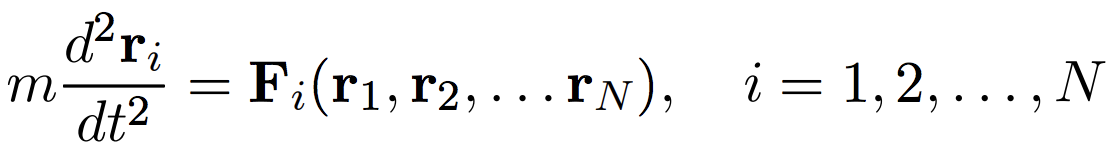 m d²𝐫ᵢ/dt² = 𝐅ᵢ(𝐫₁, 𝐫₂, … 𝐫_N), i = 1, 2, …, N